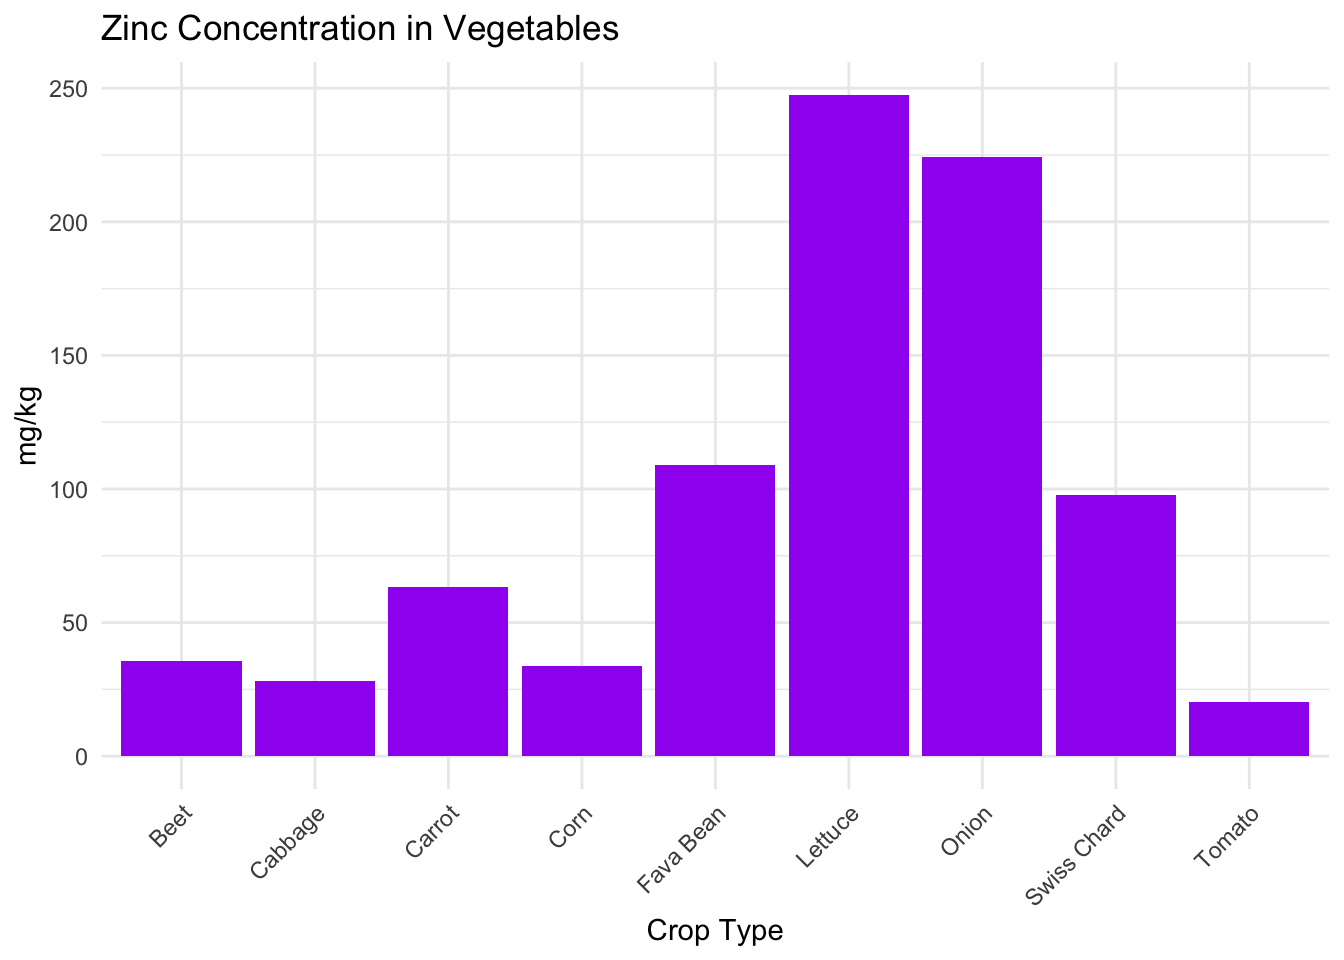 Zinc Concentration in Vegetables
250
200
150
100
50
0
mg/kg
Beet
Cabbage
Carrot
Corn
Fava Bean
Lettuce
Onion
Swiss Chard
Tomato
Crop Type